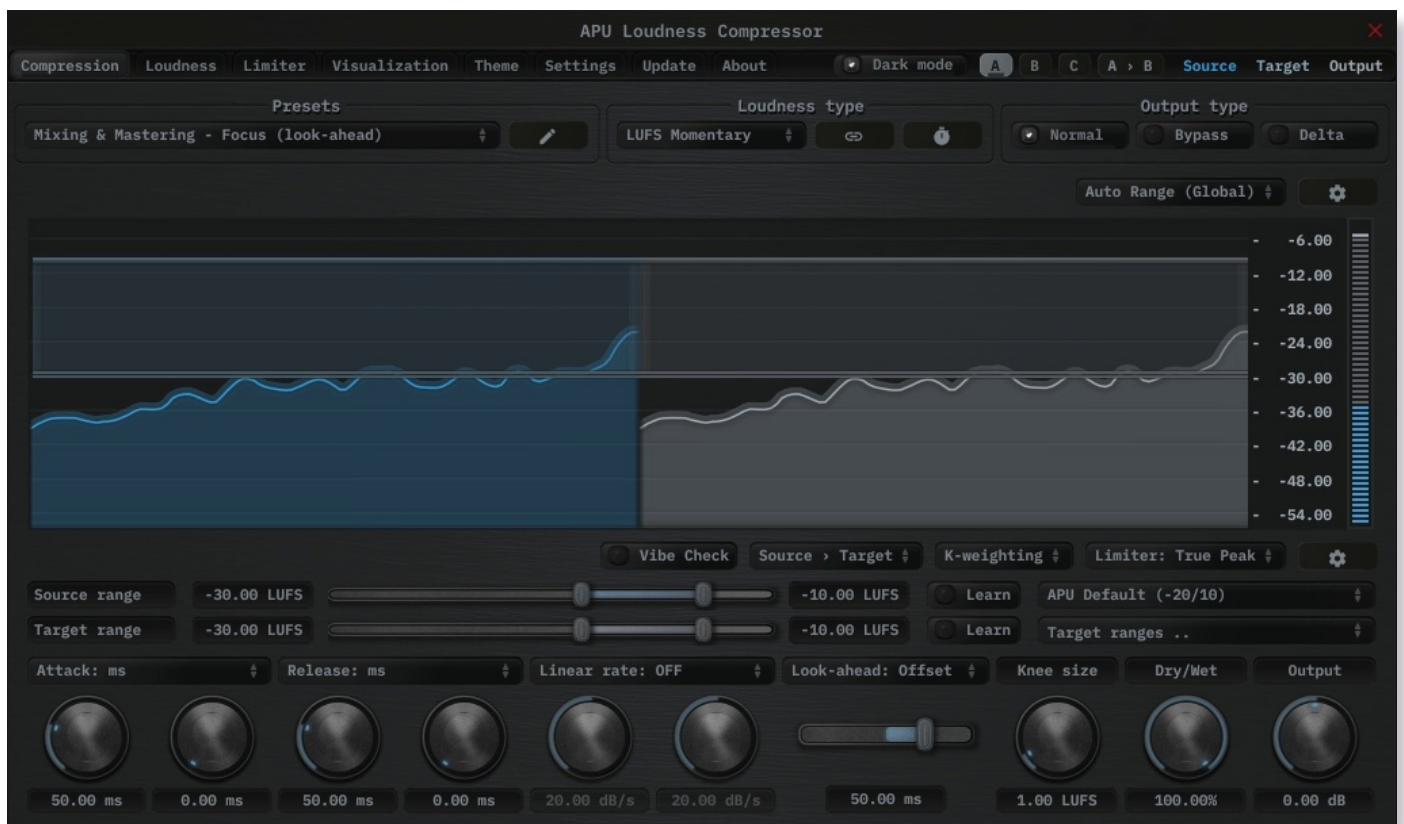 APU Loudness Compressor
Compression Loudness Limiter Visualization Theme Settings Update About Dark mode A B C A › B Source Target Output
Presets Loudness type Output type
Mixing & Mastering - Focus (look-ahead) LUFS Momentary Normal Bypass Delta
Auto Range (Global)
- -6.00
- -12.00
- -18.00
- -24.00
- -30.00
- -36.00
- -42.00
- -48.00
- -54.00
Vibe Check Source › Target K-weighting Limiter: True Peak
Source range -30.00 LUFS -10.00 LUFS Learn APU Default (-20/10)
Target range -30.00 LUFS -10.00 LUFS Learn Target ranges ..
Attack: ms Release: ms Linear rate: OFF Look-ahead: Offset Knee size Dry/Wet Output
50.00 ms 0.00 ms 50.00 ms 0.00 ms 20.00 dB/s 20.00 dB/s 50.00 ms 1.00 LUFS 100.00% 0.00 dB